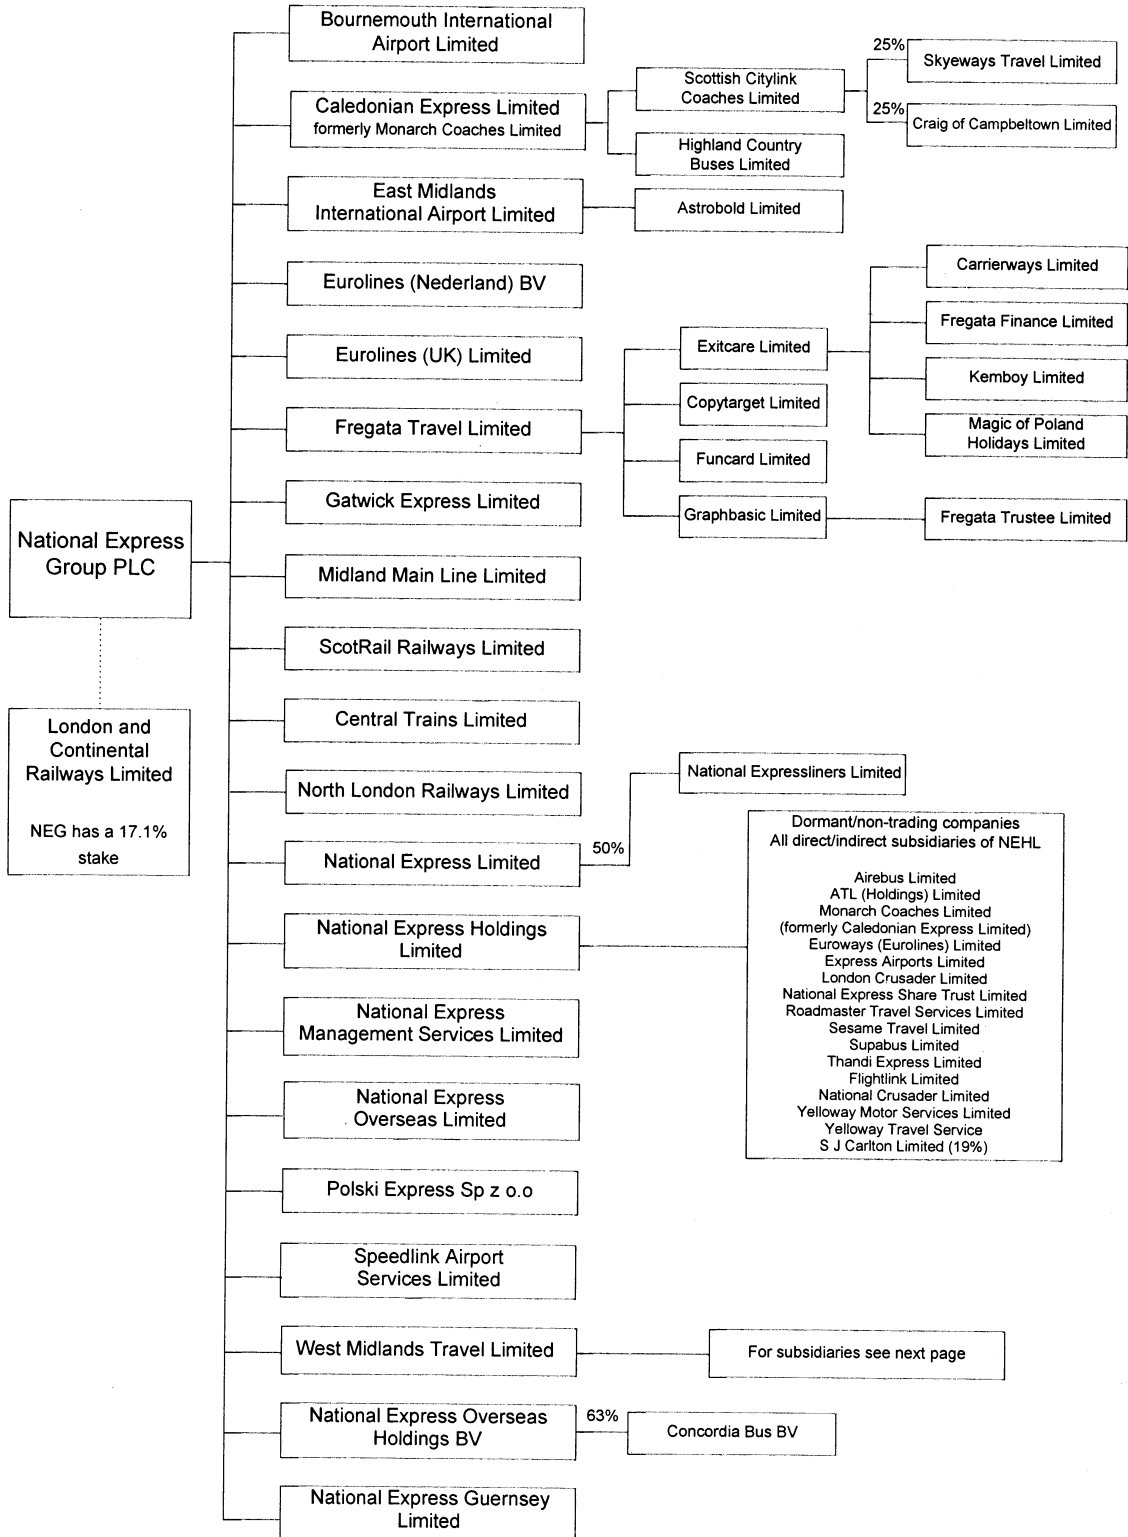 Bournemouth International
Airport Limited
Caledonian Express Limited
formerly Monarch Coaches Limited
Scottish Citylink
Coaches Limited
25%
Skyeways Travel Limited
25%
Craig of Campbeltown Limited
Highland Country
Buses Limited
East Midlands
International Airport Limited
Astrobold Limited
Eurolines (Nederland) BV
Eurolines (UK) Limited
Fregata Travel Limited
Exitcare Limited
Copytarget Limited
Funcard Limited
Graphbasic Limited
Carrierways Limited
Fregata Finance Limited
Kemboy Limited
Magic of Poland
Holidays Limited
Fregata Trustee Limited
Gatwick Express Limited
National Express
Group PLC
Midland Main Line Limited
ScotRail Railways Limited
London and
Continental
Railways Limited
NEG has a 17.1%
stake
Central Trains Limited
North London Railways Limited
National Express Limited
50%
National Expressliners Limited
National Express Holdings
Limited
Dormant/non-trading companies
All direct/indirect subsidiaries of NEHL
Airebus Limited
ATL (Holdings) Limited
Monarch Coaches Limited
(formerly Caledonian Express Limited)
Euroways (Eurolines) Limited
Express Airports Limited
London Crusader Limited
National Express Share Trust Limited
Roadmaster Travel Services Limited
Sesame Travel Limited
Supabus Limited
Thandi Express Limited
Flightlink Limited
National Crusader Limited
Yelloway Motor Services Limited
Yelloway Travel Service
S J Carlton Limited (19%)
National Express
Management Services Limited
National Express
Overseas Limited
Polski Express Sp z o.o
Speedlink Airport
Services Limited
West Midlands Travel Limited
For subsidiaries see next page
National Express Overseas
Holdings BV
63%
Concordia Bus BV
National Express Guernsey
Limited